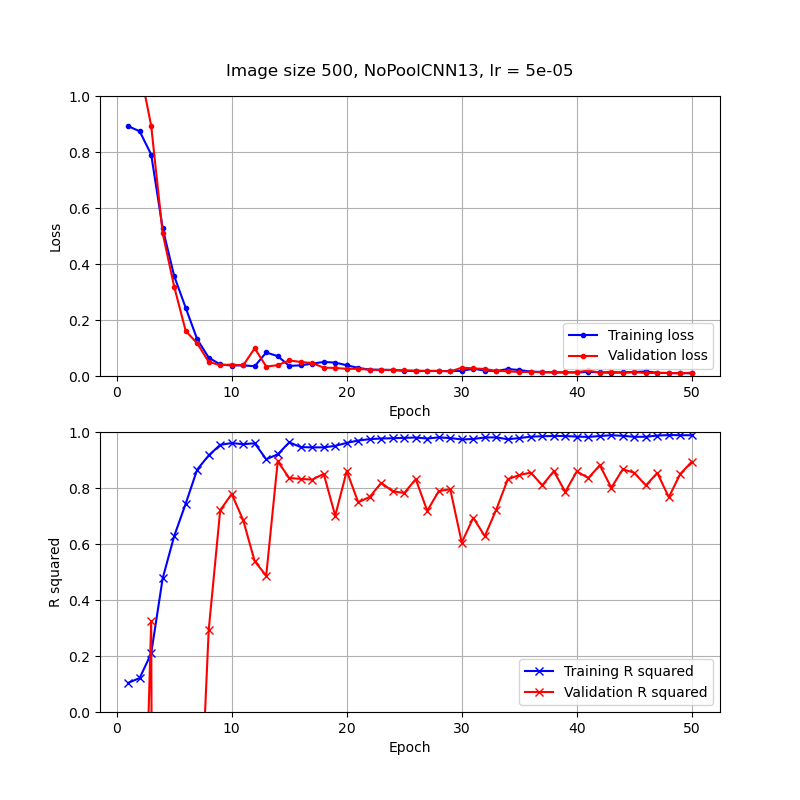 Image size 500, NoPoolCNN13, lr = 5e-05
1.0
0.8
0.6
0.4
0.2
0.0
Loss
Training loss
Validation loss
0 10 20 30 40 50
Epoch
1.0
0.8
0.6
0.4
0.2
0.0
R squared
Training R squared
Validation R squared
0 10 20 30 40 50
Epoch